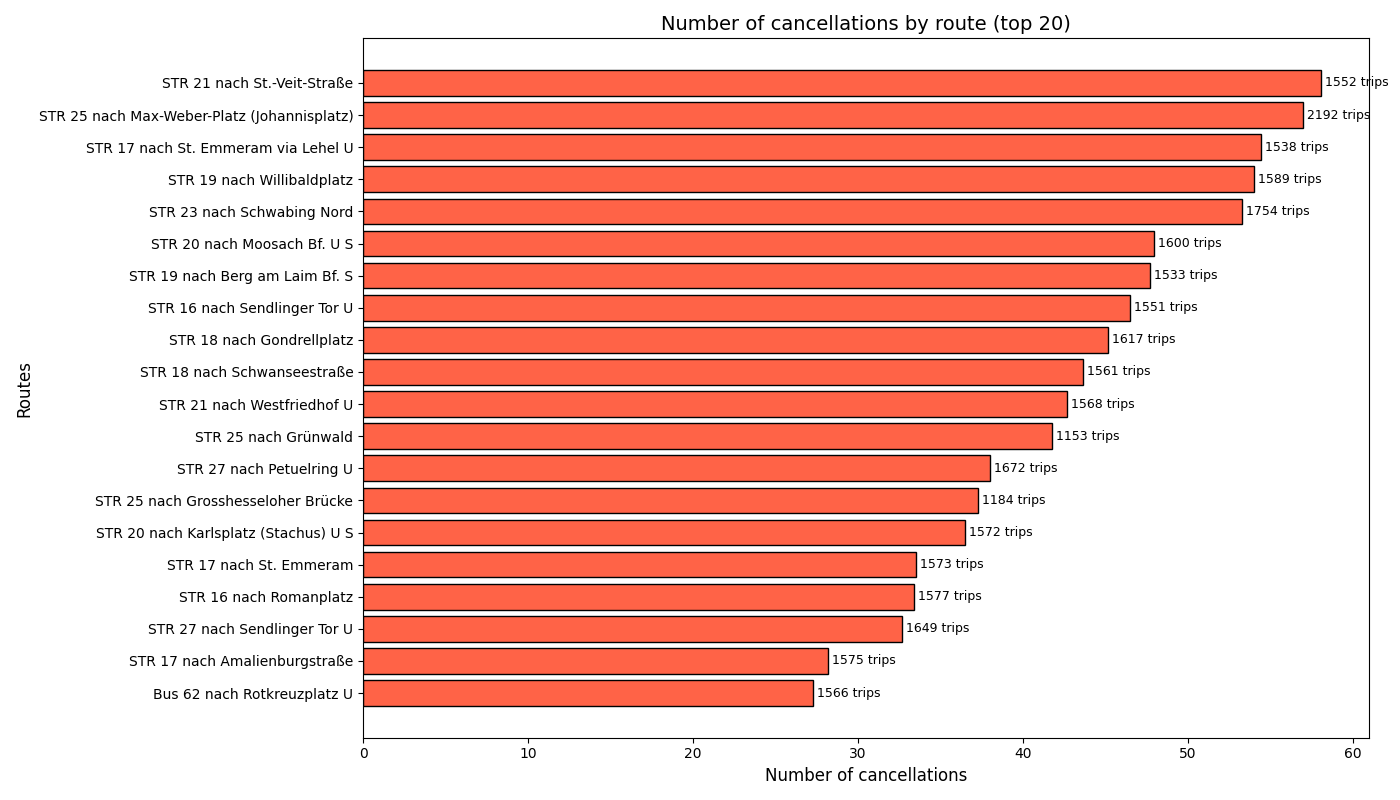 Number of cancellations by route (top 20)
STR 21 nach St.-Veit-Straße
1552 trips
STR 25 nach Max-Weber-Platz (Johannisplatz)
2192 trips
STR 17 nach St. Emmeram via Lehel U
1538 trips
STR 19 nach Willibaldplatz
1589 trips
STR 23 nach Schwabing Nord
1754 trips
STR 20 nach Moosach Bf. U S
1600 trips
STR 19 nach Berg am Laim Bf. S
1533 trips
STR 16 nach Sendlinger Tor U
1551 trips
STR 18 nach Gondrellplatz
1617 trips
STR 18 nach Schwanseestraße
1561 trips
STR 21 nach Westfriedhof U
1568 trips
STR 25 nach Grünwald
1153 trips
STR 27 nach Petuelring U
1672 trips
STR 25 nach Grosshesseloher Brücke
1184 trips
STR 20 nach Karlsplatz (Stachus) U S
1572 trips
STR 17 nach St. Emmeram
1573 trips
STR 16 nach Romanplatz
1577 trips
STR 27 nach Sendlinger Tor U
1649 trips
STR 17 nach Amalienburgstraße
1575 trips
Bus 62 nach Rotkreuzplatz U
1566 trips
Routes
0 10 20 30 40 50 60
Number of cancellations